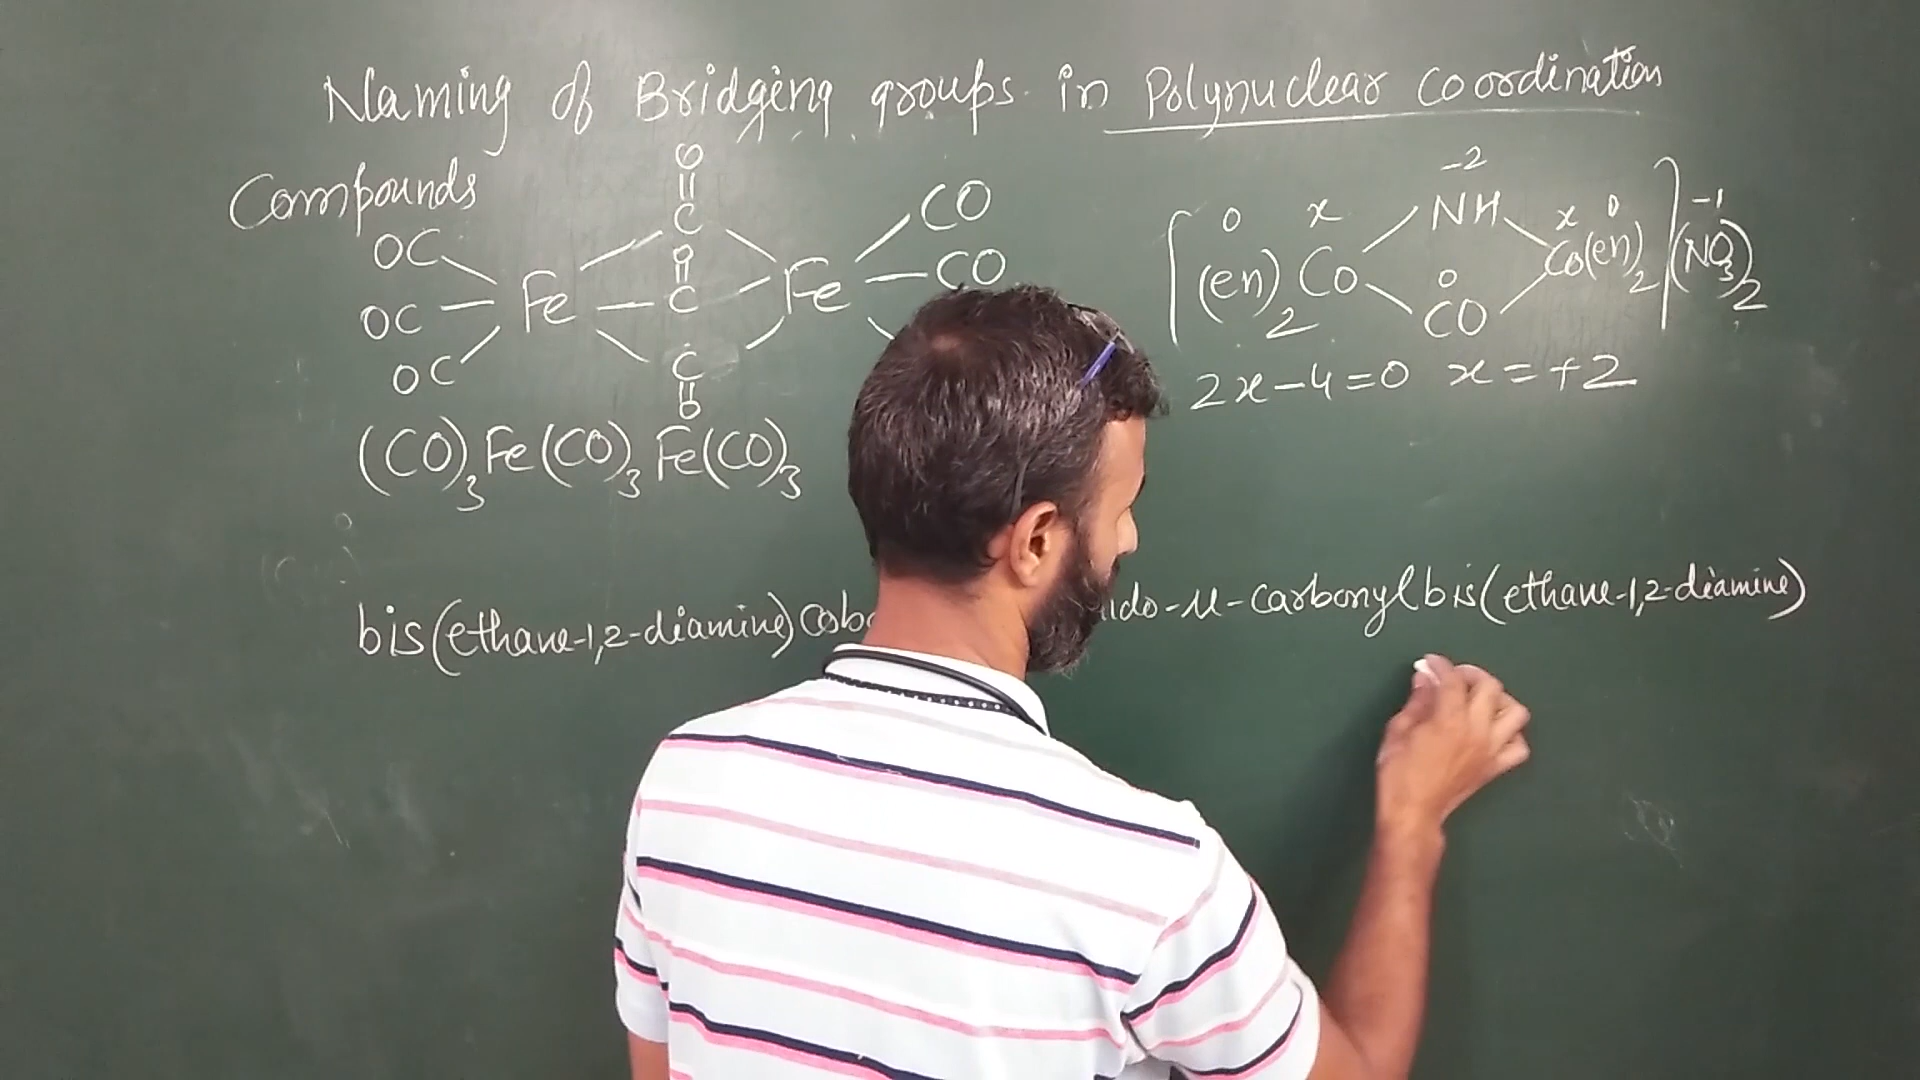 Naming of Bridging groups in Polynuclear Coordination
Compounds
O
||
C
O
||
C
C
||
O
OC
OC
OC
Fe
Fe
CO
CO
(CO)3Fe(CO)3Fe(CO)3
-2
0 x NH x 0 -1
[(en)2Co Co(en)2](NO3)2
0
CO
2x-4=0 x=+2
bis(ethane-1,2-diamine)Coba ido-μ-carbonylbis(ethane-1,2-diamine)